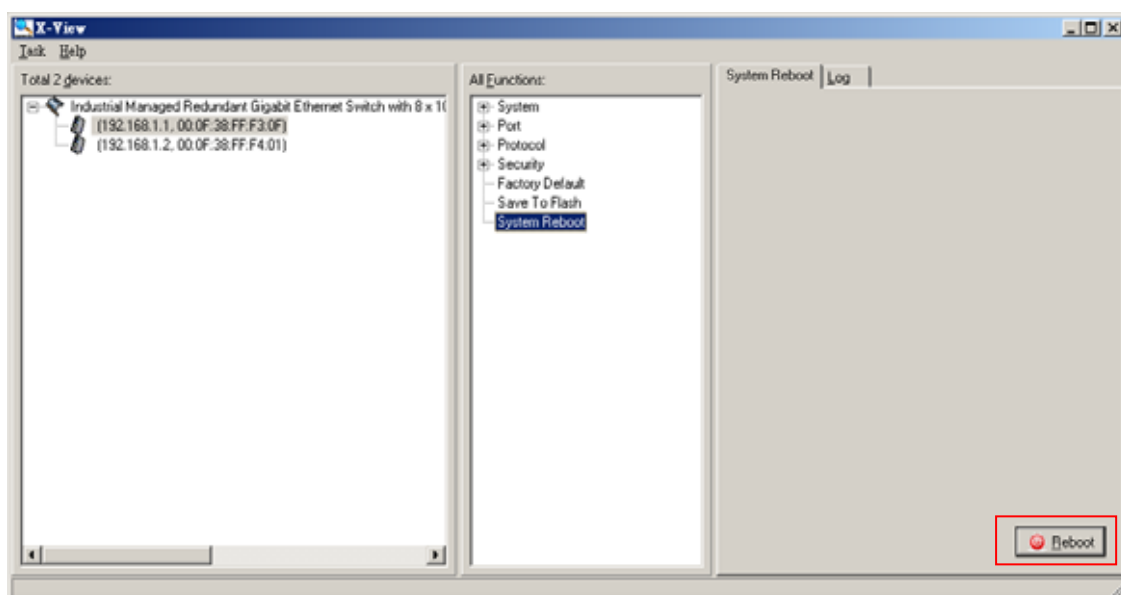 X-View
Task Help
Total 2 devices:
Industrial Managed Redundant Gigabit Ethernet Switch with 8 x 10
(192.168.1.1, 00:0F:38:FF:F3:0F)
(192.168.1.2, 00:0F:38:FF:F4:01)
All Functions:
System
Port
Protocol
Security
Factory Default
Save To Flash
System Reboot
System Reboot
Log
Reboot